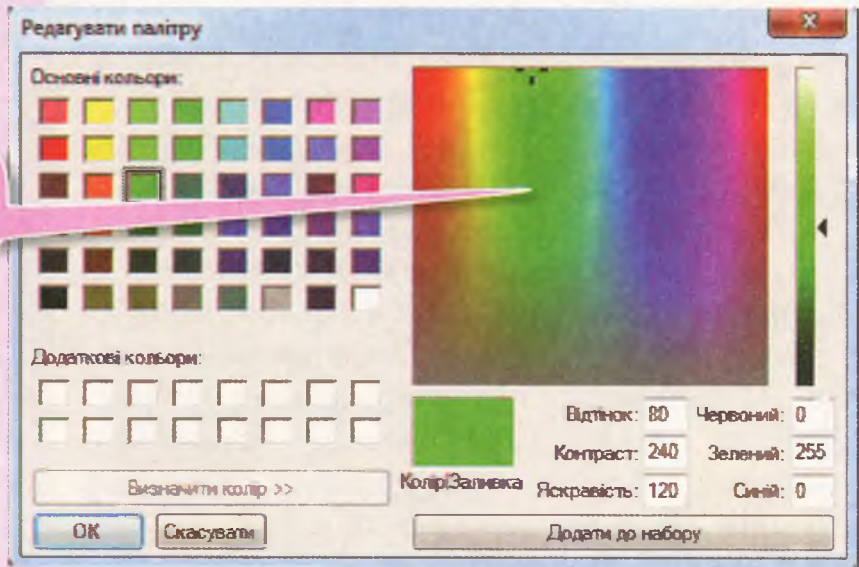 Редагувати палітру
Основні кольори:
Додаткові кольори:
Визначити колір >>
ОК
Скасувати
Колір|Заливка
Відтінок: 80
Контраст: 240
Яскравість: 120
Червоний: 0
Зелений: 255
Синій: 0
Додати до набору